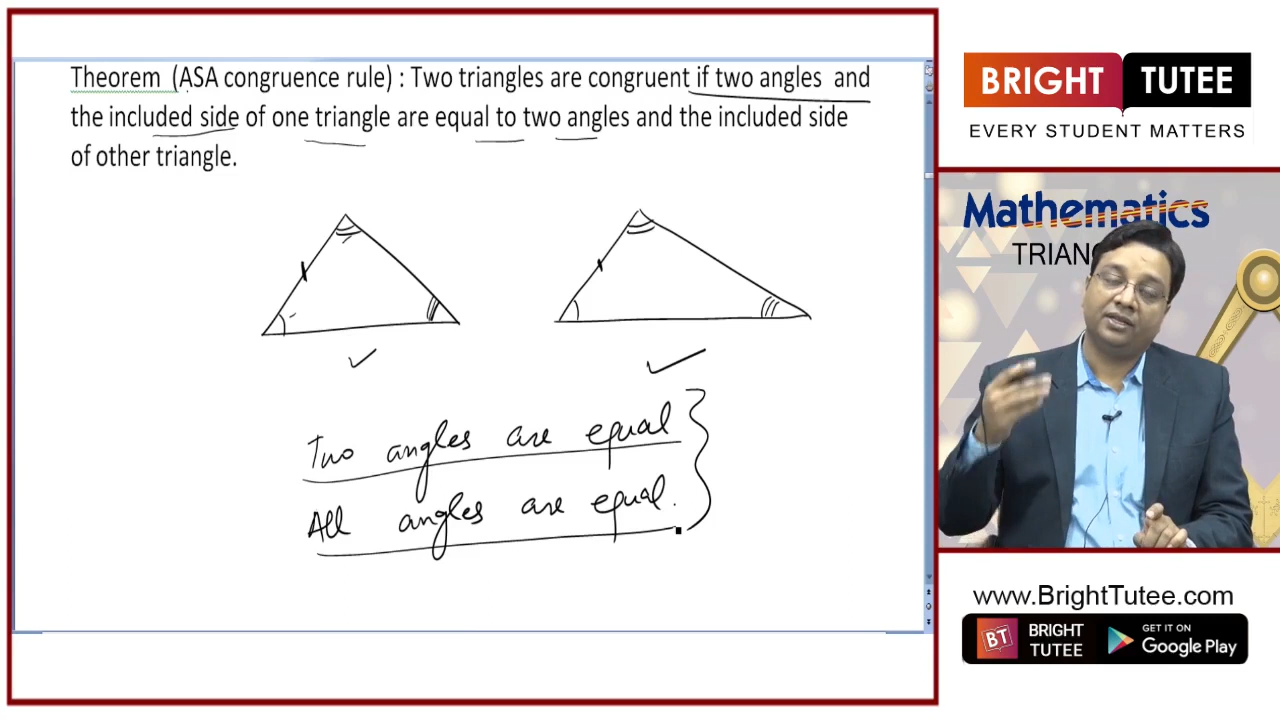 Theorem (ASA congruence rule) : Two triangles are congruent if two angles and
the included side of one triangle are equal to two angles and the included side
of other triangle.
Two angles are equal
All angles are equal.
BRIGHT TUTEE
EVERY STUDENT MATTERS
Mathematics
TRIAN
www.BrightTutee.com
BT BRIGHT TUTEE
GET IT ON
Google Play